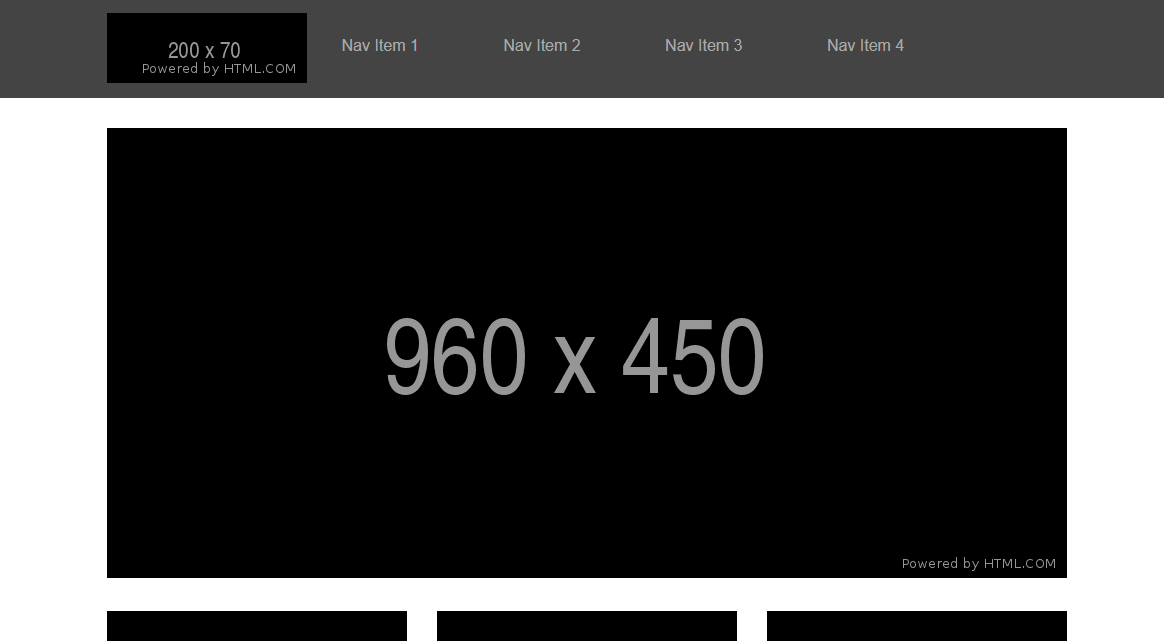 200 x 70
Powered by HTML.COM
Nav Item 1
Nav Item 2
Nav Item 3
Nav Item 4
960 x 450
Powered by HTML.COM